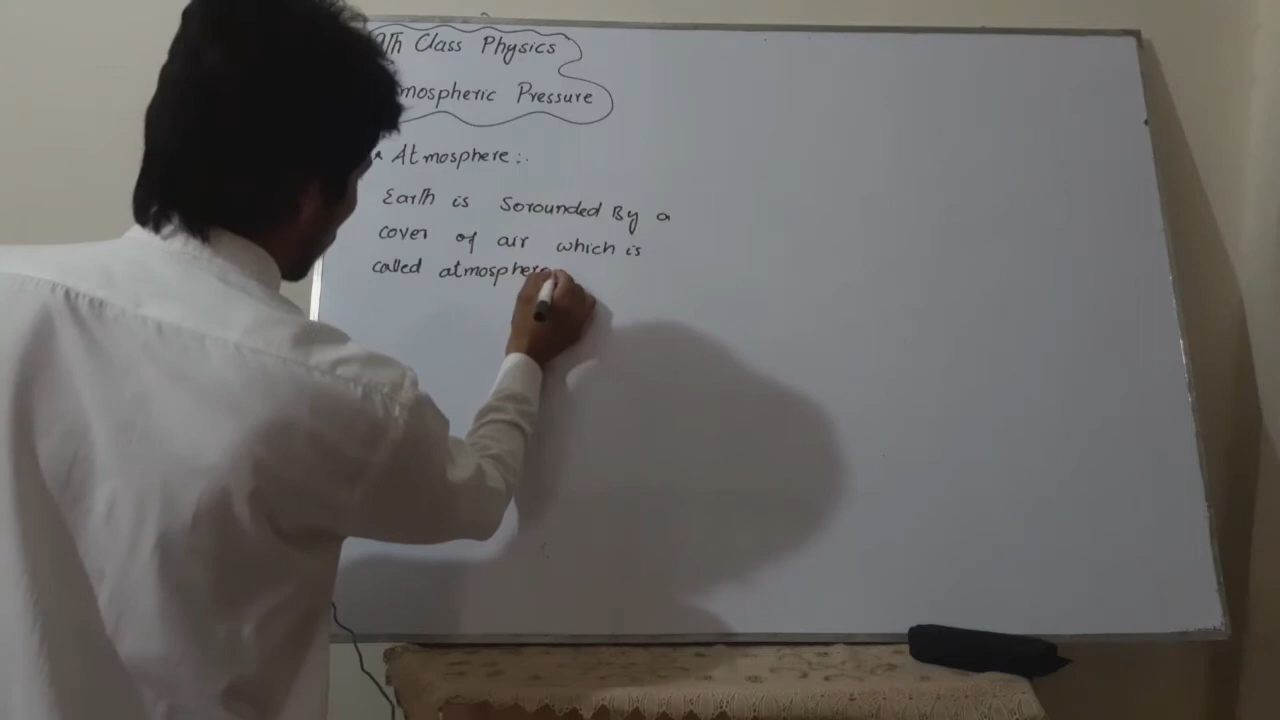 Th Class Physics
mospheric Pressure
Atmosphere:.
Earth is Sorounded By a
cover of air which is
called atmosphere